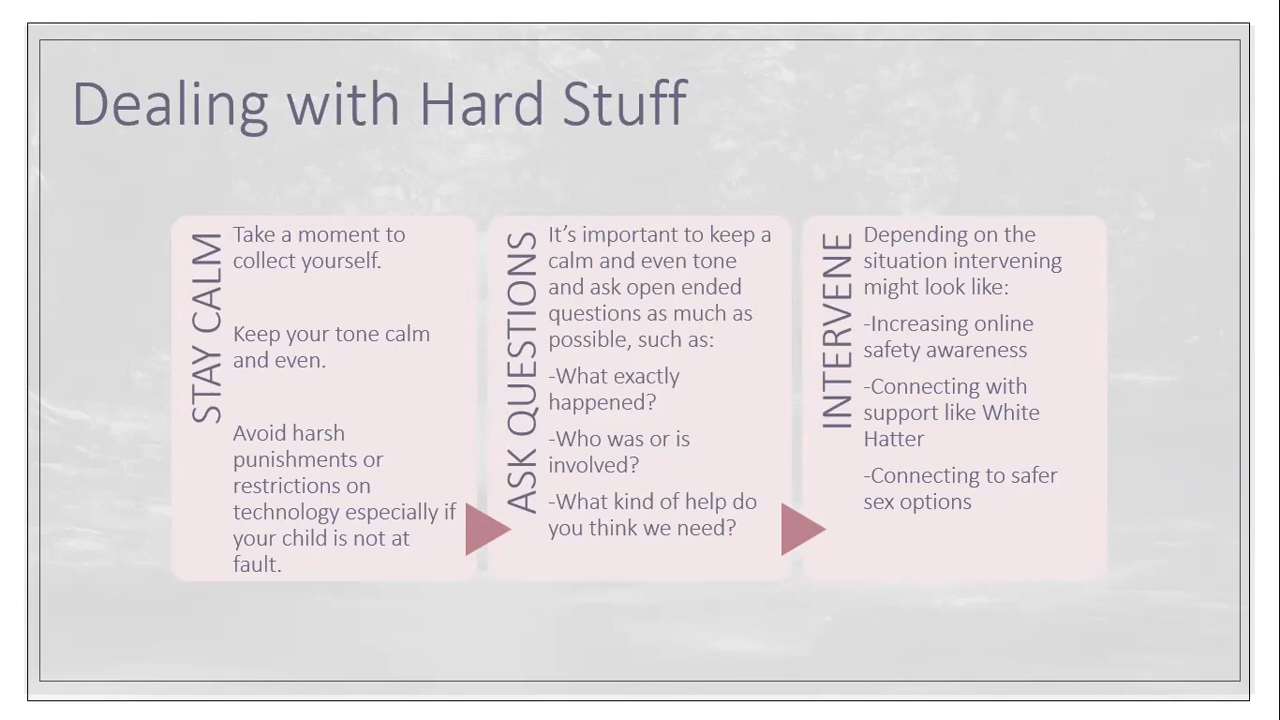 Dealing with Hard Stuff
STAY CALM
Take a moment to
collect yourself.
Keep your tone calm
and even.
Avoid harsh
punishments or
restrictions on
technology especially if
your child is not at
fault.
ASK QUESTIONS
It’s important to keep a
calm and even tone
and ask open ended
questions as much as
possible, such as:
-What exactly
happened?
-Who was or is
involved?
-What kind of help do
you think we need?
INTERVENE
Depending on the
situation intervening
might look like:
-Increasing online
safety awareness
-Connecting with
support like White
Hatter
-Connecting to safer
sex options